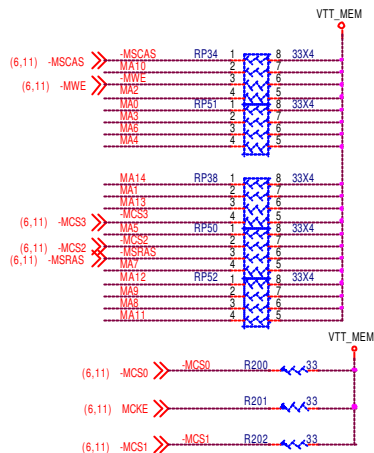 VTT_MEM
(6,11) -MSCAS -MSCAS RP34 1 8 33X4
MA10 2 7
(6,11) -MWE -MWE 3 6
MA2 4 5
MA0 RP51 1 8 33X4
MA3 2 7
MA6 3 6
MA4 4 5
MA14 RP38 1 8 33X4
MA1 2 7
MA13 3 6
(6,11) -MCS3 -MCS3 4 5
MA5 RP50 1 8 33X4
(6,11) -MCS2 -MCS2 2 7
(6,11) -MSRAS -MSRAS 3 6
MA7 4 5
MA12 RP52 1 8 33X4
MA9 2 7
MA8 3 6
MA11 4 5
VTT_MEM
(6,11) -MCS0 -MCS0 R200 33
(6,11) MCKE R201 33
(6,11) -MCS1 -MCS1 R202 33